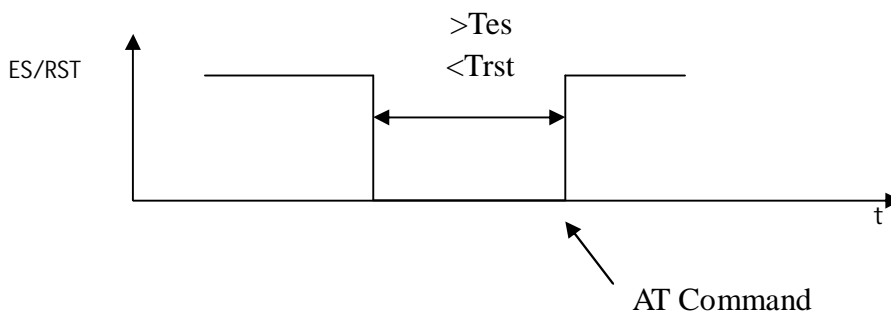 >Tes
<Trst
ES/RST
t
AT Command